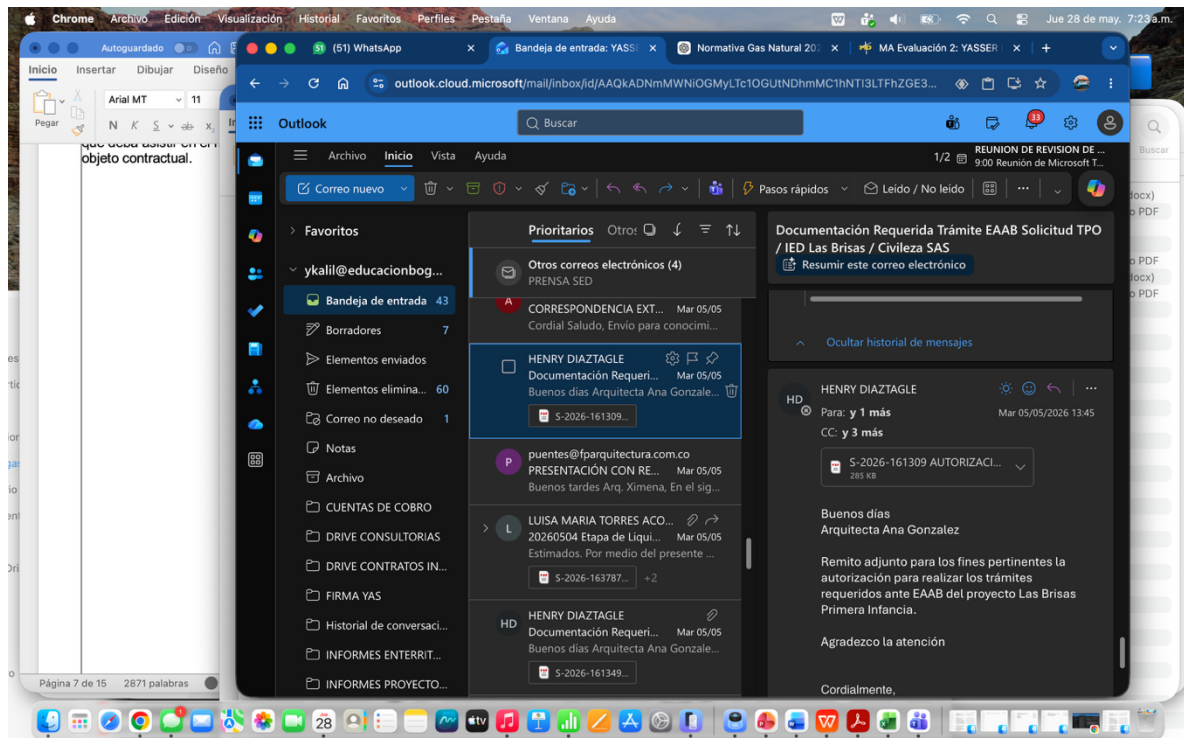 Chrome Archivo Edición Visualización Historial Favoritos Perfiles Pestaña Ventana Ayuda Jue 28 de may. 7:23 a.m.
Autoguardado
(51) WhatsApp
Bandeja de entrada: YASSE
Normativa Gas Natural 202
MA Evaluación 2: YASSER
Inicio Insertar Dibujar Diseño
outlook.cloud.microsoft/mail/inbox/id/AAQkADNmMWNiOGMyLTc1OGUtNDhmMC1hNTI3LTFhZGE3...
Pegar
Arial MT 11
N K S ab x
Outlook
Buscar
33
Buscar
objeto contractual.
Archivo Inicio Vista Ayuda
1/2 REUNION DE REVISION DE ...
9:00 Reunión de Microsoft T...
Correo nuevo
Pasos rápidos
Leído / No leído
docx)
o PDF
o PDF
docx)
o PDF
Favoritos
ykalil@educacionbog...
Bandeja de entrada 43
Borradores 7
Elementos enviados
Elementos elimina... 60
Correo no deseado 1
Notas
Archivo
CUENTAS DE COBRO
DRIVE CONSULTORIAS
DRIVE CONTRATOS IN...
FIRMA YAS
Historial de conversaci...
INFORMES ENTERRIT...
INFORMES PROYECTO...
Prioritarios Otros
Otros correos electrónicos (4)
PRENSA SED
A
CORRESPONDENCIA EXT... Mar 05/05
Cordial Saludo, Envío para conocimi...
HENRY DIAZTAGLE
Documentación Requeri... Mar 05/05
Buenos días Arquitecta Ana Gonzale...
S-2026-161309...
P
puentes@fparquitectura.com.co
PRESENTACIÓN CON RE... Mar 05/05
Buenos tardes Arq. Ximena, En el sig...
L
LUISA MARIA TORRES ACO...
20260504 Etapa de Liqui... Mar 05/05
Estimados. Por medio del presente ...
S-2026-163787... +2
HD
HENRY DIAZTAGLE
Documentación Requeri... Mar 05/05
Buenos días Arquitecta Ana Gonzale...
S-2026-161349...
Documentación Requerida Trámite EAAB Solicitud TPO
/ IED Las Brisas / Civileza SAS
Resumir este correo electrónico
Ocultar historial de mensajes
HD
HENRY DIAZTAGLE
Para: y 1 más Mar 05/05/2026 13:45
CC: y 3 más
S-2026-161309 AUTORIZACI...
285 KB
Buenos días
Arquitecta Ana Gonzalez
Remito adjunto para los fines pertinentes la
autorización para realizar los trámites
requeridos ante EAAB del proyecto Las Brisas
Primera Infancia.
Agradezco la atención
Cordialmente,
Página 7 de 15 2871 palabras
28
tv